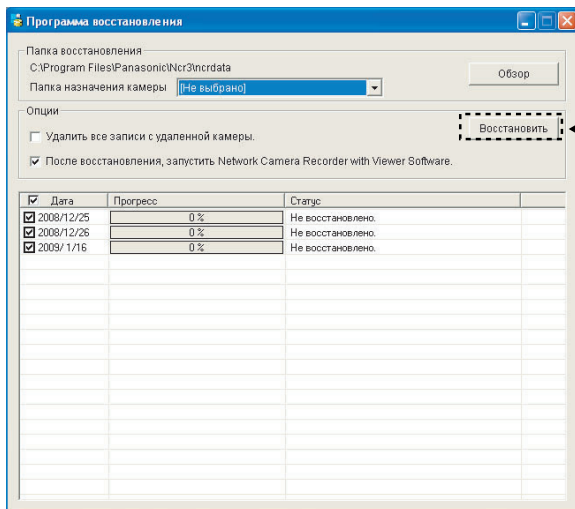 Программа восстановления
Папка восстановления
C:\Program Files\Panasonic\Ncr3\ncrdata
Обзор
Папка назначения камеры [Не выбрано]
Опции
Удалить все записи с удаленной камеры.
Восстановить
После восстановления, запустить Network Camera Recorder with Viewer Software.
Дата Прогресс Статус
2008/12/25 0 % Не восстановлено.
2008/12/26 0 % Не восстановлено.
2009/ 1/16 0 % Не восстановлено.